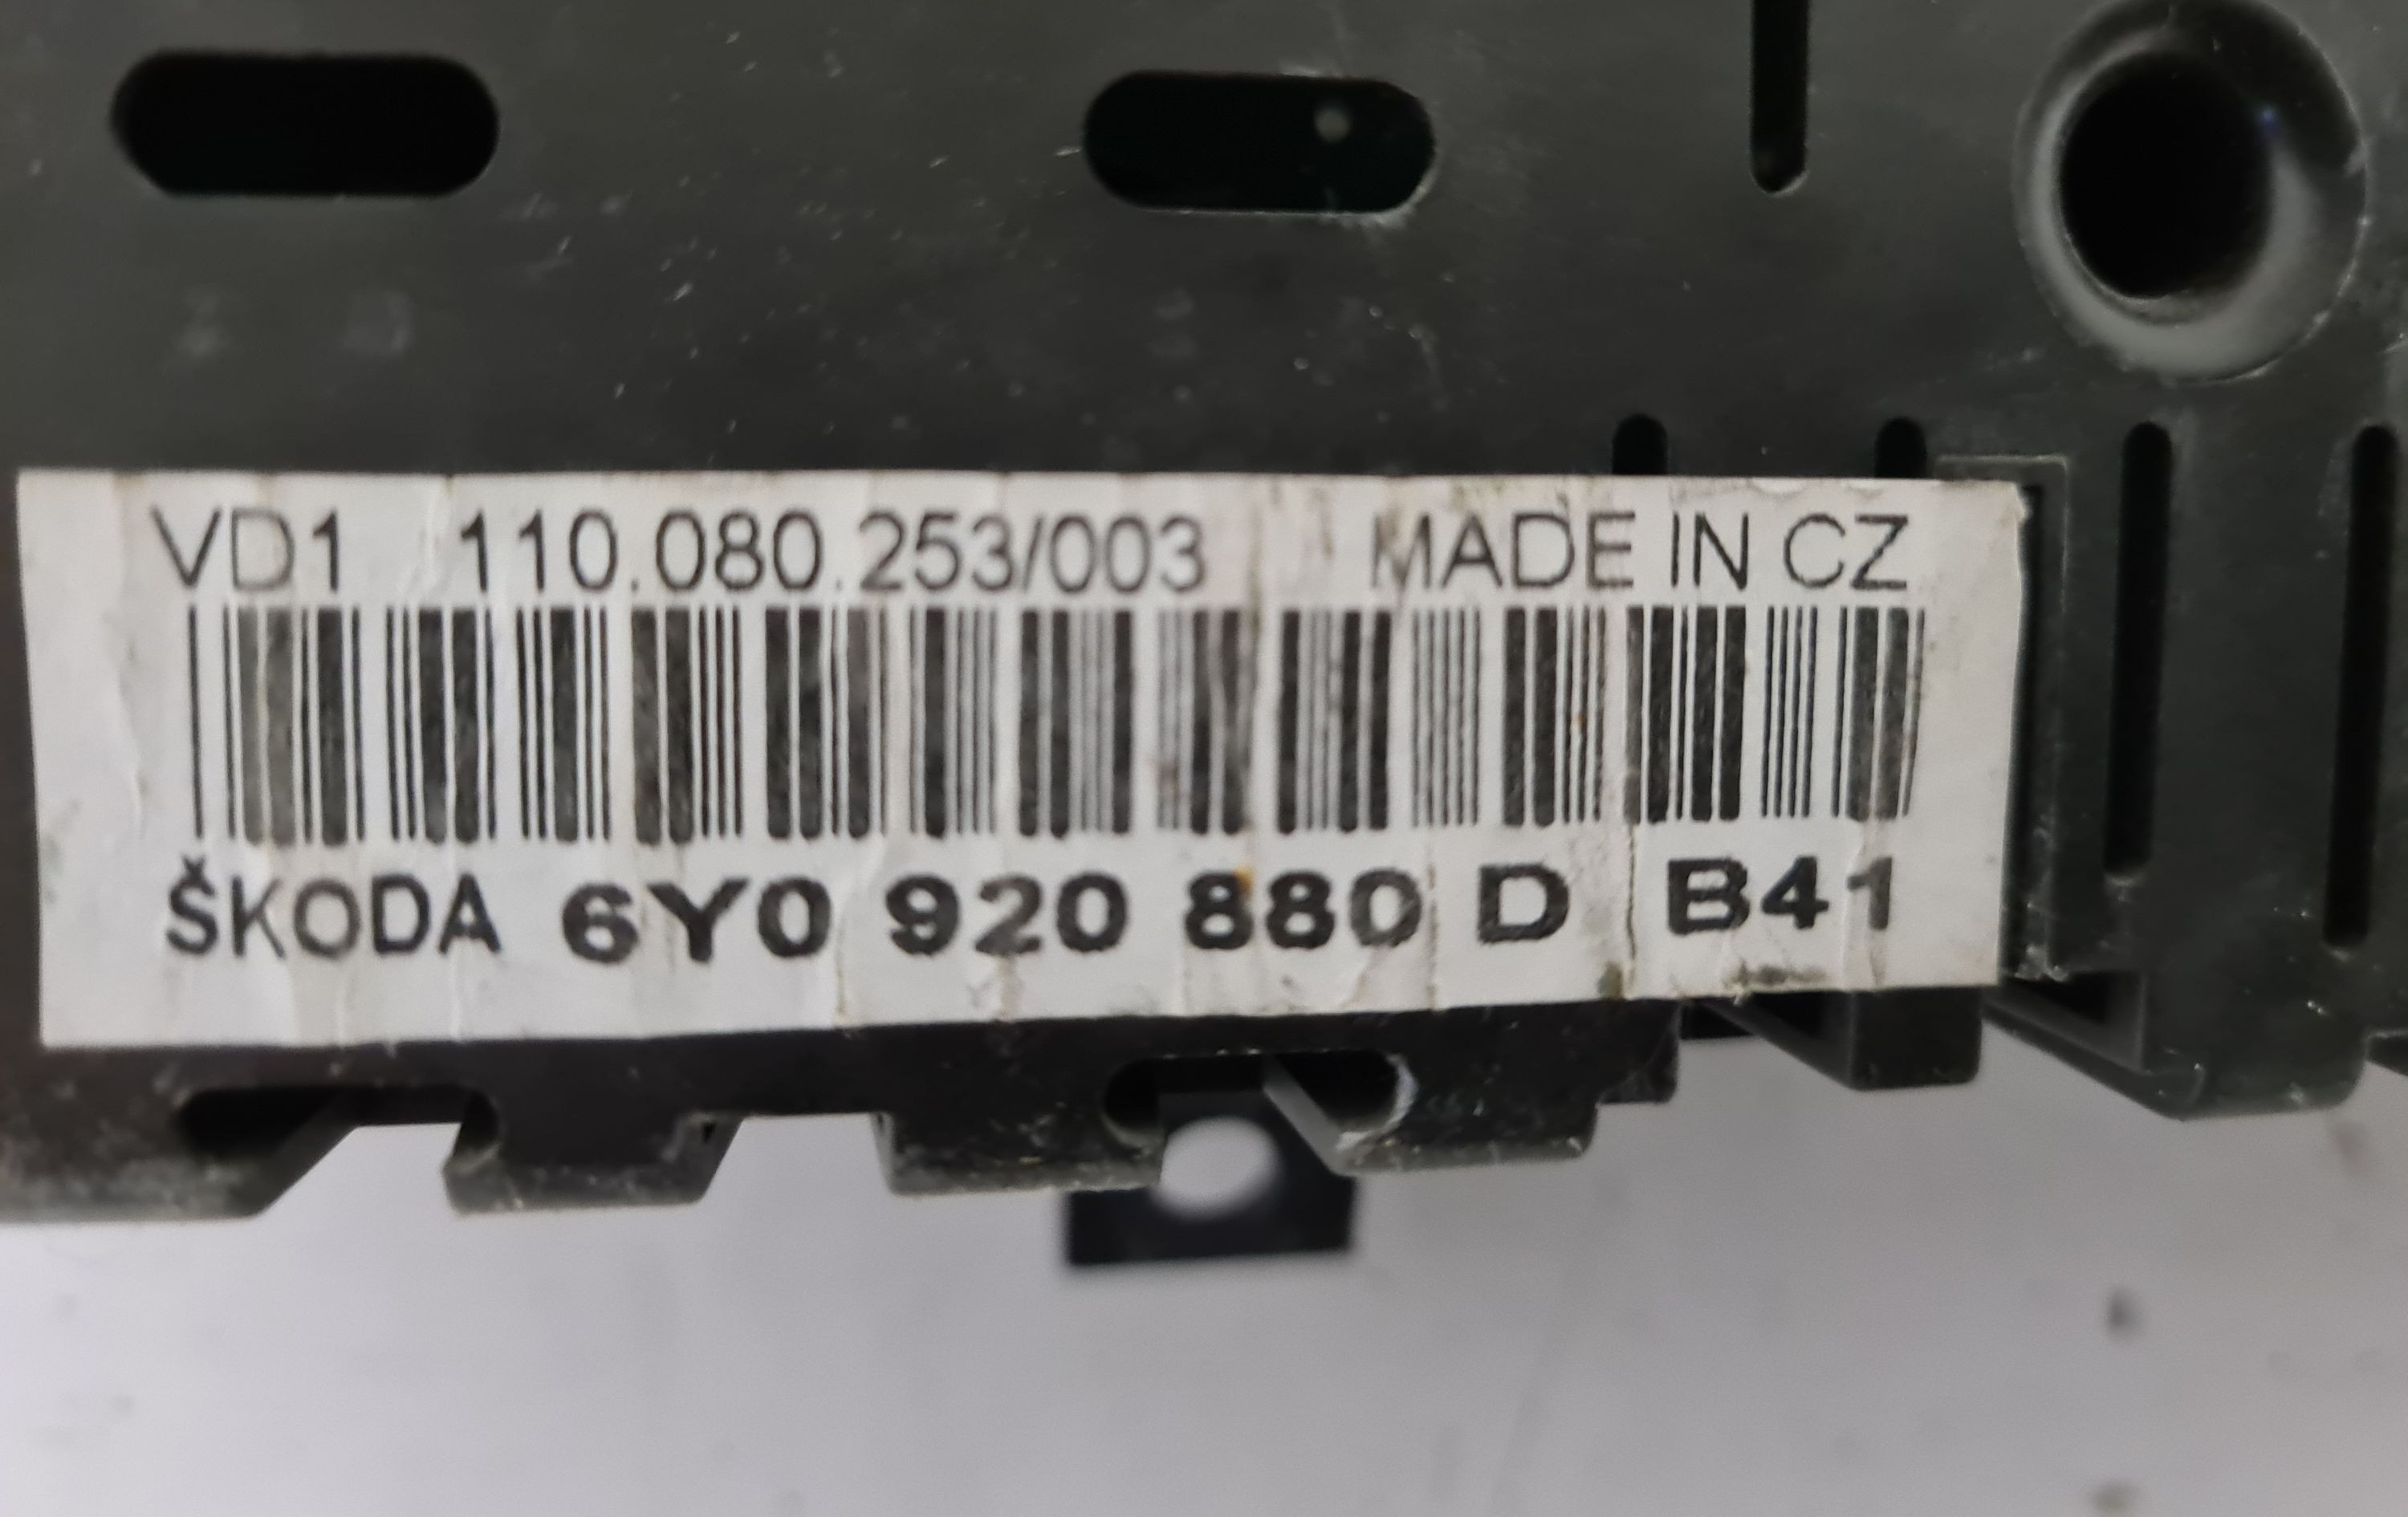 VD1 110.080.253/003 MADE IN CZ
ŠKODA 6Y0 920 880 D B41